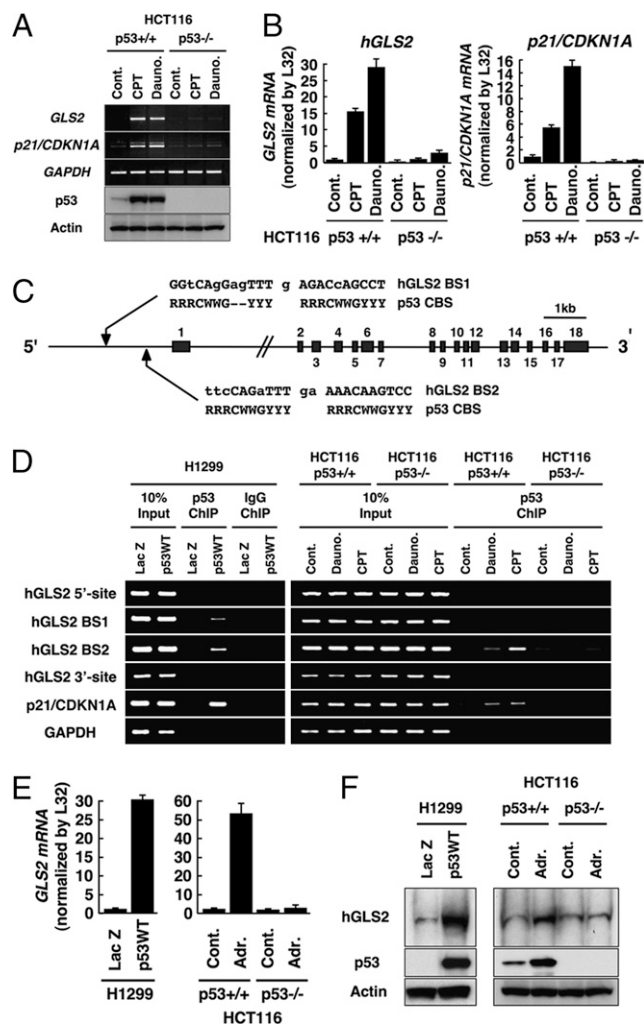 A
HCT116
p53+/+ p53-/-
Cont. CPT Dauno. Cont. CPT Dauno.
GLS2
p21/CDKN1A
GAPDH
p53
Actin
B
hGLS2
GLS2 mRNA
(normalized by L32)
30
25
20
15
10
5
0
Cont. CPT Dauno. Cont. CPT Dauno.
p21/CDKN1A
p21/CDKN1A mRNA
(normalized by L32)
16
14
12
10
8
6
4
2
0
Cont. CPT Dauno. Cont. CPT Dauno.
HCT116 p53 +/+ p53 -/- p53 +/+ p53 -/-
C
GGtCAgGagTTT g AGACcAGCCT hGLS2 BS1
RRRCWWG--YYY RRRCWWGYYY p53 CBS
1kb
5' 1 2 4 6 8 10 12 14 16 18 3'
3 5 7 9 11 13 15 17
ttcCAGaTTT ga AAACAAGTCC hGLS2 BS2
RRRCWWGYYY RRRCWWGYYY p53 CBS
D
H1299
10% Input p53 ChIP IgG ChIP
Lac Z p53WT Lac Z p53WT Lac Z p53WT
HCT116 p53+/+ HCT116 p53-/- HCT116 p53+/+ HCT116 p53-/-
10% Input p53 ChIP
Cont. Dauno. CPT Cont. Dauno. CPT Cont. Dauno. CPT Cont. Dauno. CPT
hGLS2 5'-site
hGLS2 BS1
hGLS2 BS2
hGLS2 3'-site
p21/CDKN1A
GAPDH
E
GLS2 mRNA
(normalized by L32)
30
20
10
0
Lac Z p53WT
H1299
60
50
40
30
20
10
0
Cont. Adr. Cont. Adr.
p53+/+ p53-/-
HCT116
F
HCT116
H1299 p53+/+ p53-/-
Lac Z p53WT Cont. Adr. Cont. Adr.
hGLS2
p53
Actin